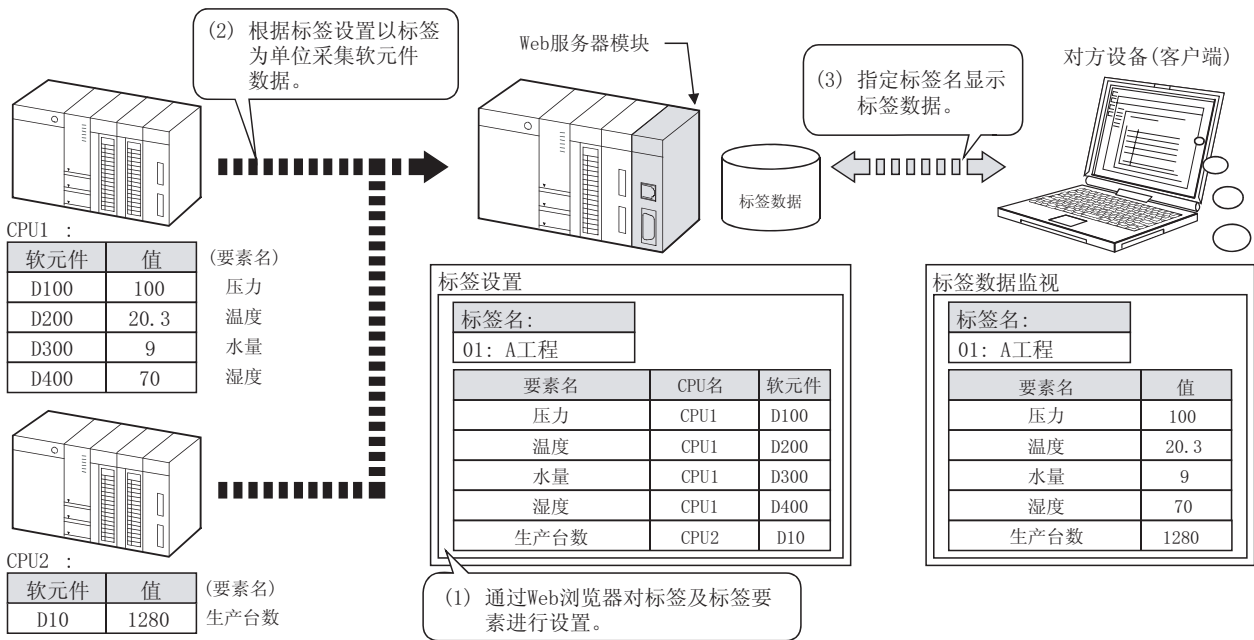 (2) 根据标签设置以标签
为单位采集软元件
数据。
Web服务器模块
(3) 指定标签名显示
标签数据。
对方设备(客户端)
标签数据
CPU1 :
软元件 值 (要素名)
D100 100 压力
D200 20.3 温度
D300 9 水量
D400 70 湿度
CPU2 :
软元件 值 (要素名)
D10 1280 生产台数
标签设置
标签名:
01: A工程
要素名 CPU名 软元件
压力 CPU1 D100
温度 CPU1 D200
水量 CPU1 D300
湿度 CPU1 D400
生产台数 CPU2 D10
(1) 通过Web浏览器对标签及标签要
素进行设置。
标签数据监视
标签名:
01: A工程
要素名 值
压力 100
温度 20.3
水量 9
湿度 70
生产台数 1280